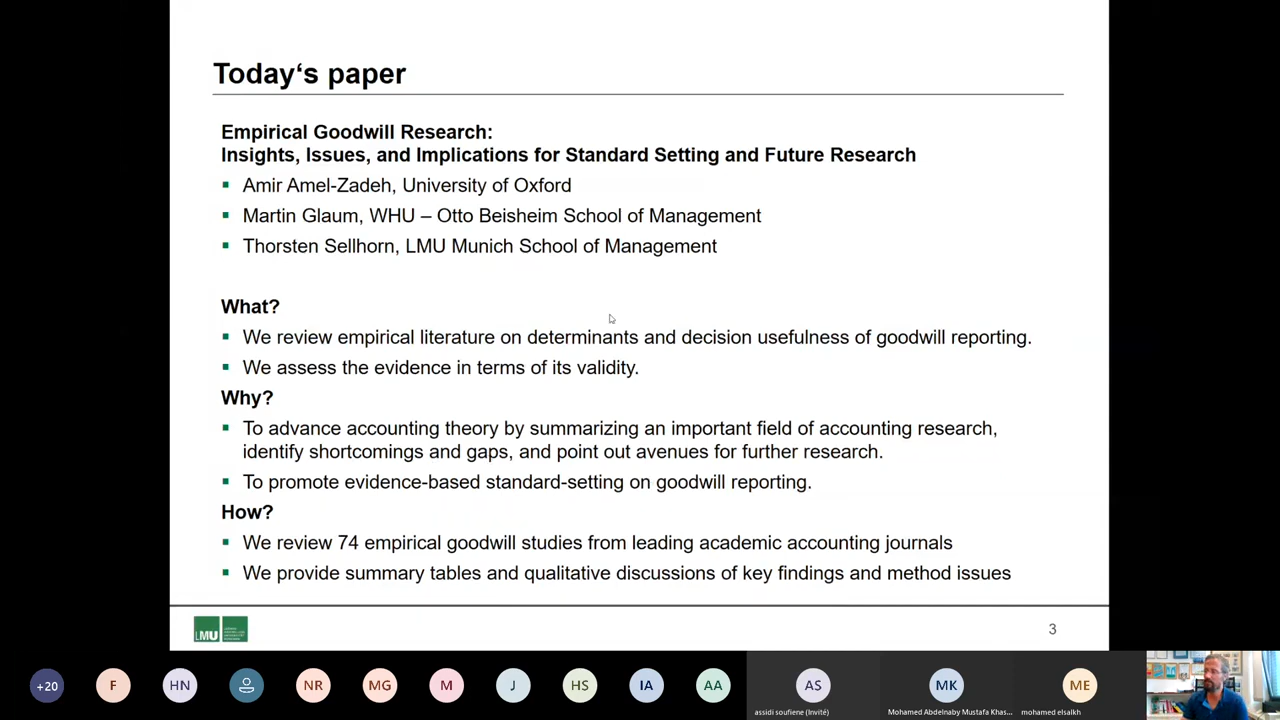 Today‘s paper
Empirical Goodwill Research:
Insights, Issues, and Implications for Standard Setting and Future Research
Amir Amel-Zadeh, University of Oxford
Martin Glaum, WHU – Otto Beisheim School of Management
Thorsten Sellhorn, LMU Munich School of Management
What?
We review empirical literature on determinants and decision usefulness of goodwill reporting.
We assess the evidence in terms of its validity.
Why?
To advance accounting theory by summarizing an important field of accounting research,
identify shortcomings and gaps, and point out avenues for further research.
To promote evidence-based standard-setting on goodwill reporting.
How?
We review 74 empirical goodwill studies from leading academic accounting journals
We provide summary tables and qualitative discussions of key findings and method issues
LMU
3
+20 F HN NR MG M J HS IA AA AS MK ME
assidi soufiene (Invité) Mohamed Abdelnaby Mustafa Khas... mohamed elsalkh